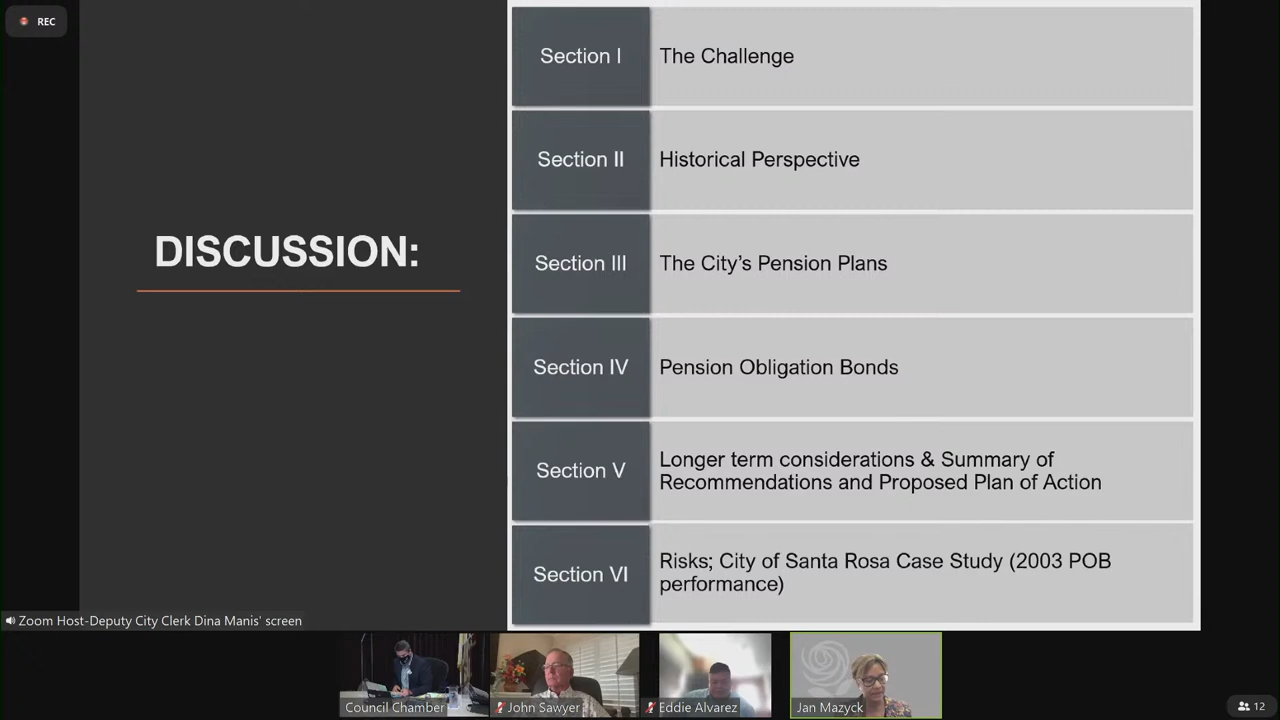 REC
DISCUSSION:
Section I
The Challenge
Section II
Historical Perspective
Section III
The City's Pension Plans
Section IV
Pension Obligation Bonds
Section V
Longer term considerations & Summary of
Recommendations and Proposed Plan of Action
Section VI
Risks; City of Santa Rosa Case Study (2003 POB
performance)
Zoom Host-Deputy City Clerk Dina Manis' screen
Council Chamber
John Sawyer
Eddie Alvarez
Jan Mazyck
12